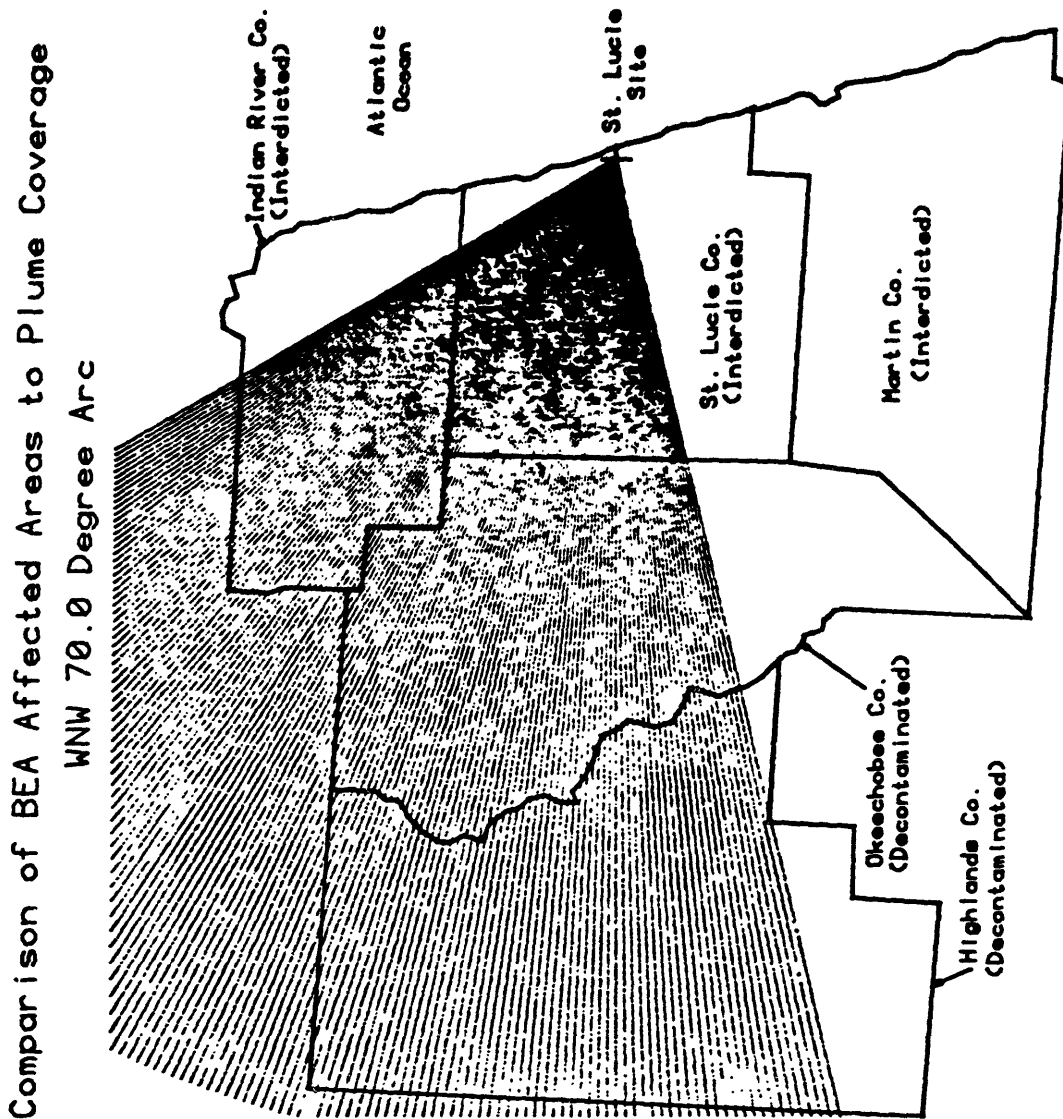 Comparison of BEA Affected Areas to Plume Coverage
WNW 70.0 Degree Arc
Indian River Co.
(Interdicted)
Atlantic
Ocean
St. Lucie
Site
St. Lucie Co.
(Interdicted)
Martin Co.
(Interdicted)
Okeechobee Co.
(Decontaminated)
Highlands Co.
(Decontaminated)